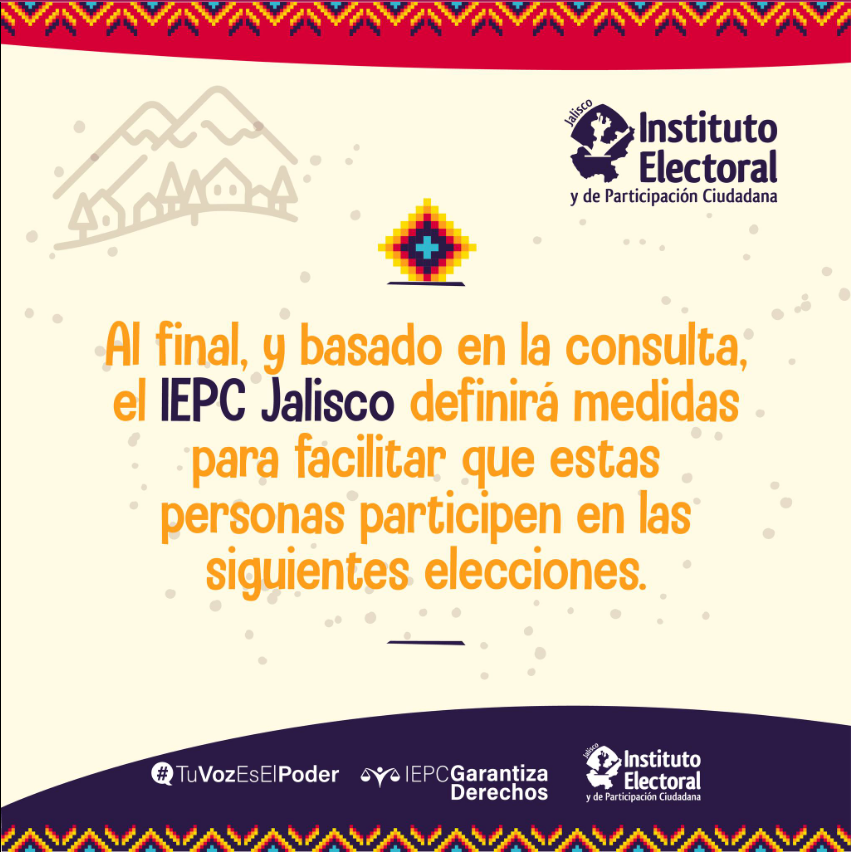 Jalisco
Instituto
Electoral
y de Participación Ciudadana
Al final, y basado en la consulta,
el IEPC Jalisco definirá medidas
para facilitar que estas
personas participen en las
siguientes elecciones.
#TuVozEsElPoder
IEPCGarantiza
Derechos
Jalisco
Instituto
Electoral
y de Participación Ciudadana